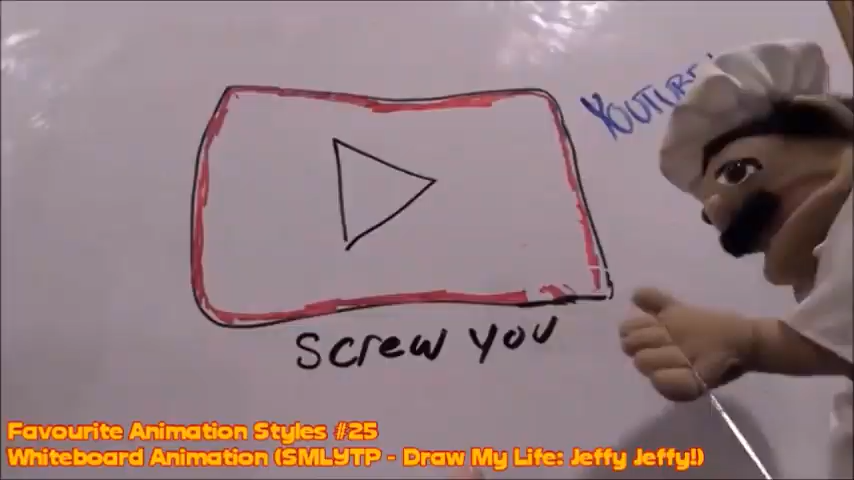 YOUTUBE
SCREW YOU
Favourite Animation Styles #25
Whiteboard Animation (SMLYTP - Draw My Life: Jeffy Jeffy!)